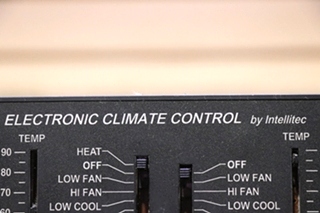 ELECTRONIC CLIMATE CONTROL by Intellitec
TEMP TEMP
HEAT
90 OFF OFF
80 LOW FAN LOW FAN
70 HI FAN HI FAN
60 LOW COOL LOW COOL